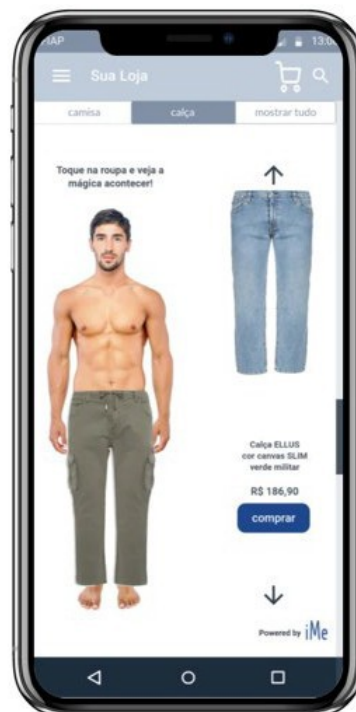 Sua Loja
camisa
calça
mostrar tudo
Toque na roupa e veja a
mágica acontecer!
Calça ELLUS
cor canvas SLIM
verde militar
R$ 186,90
comprar
Powered by iMe